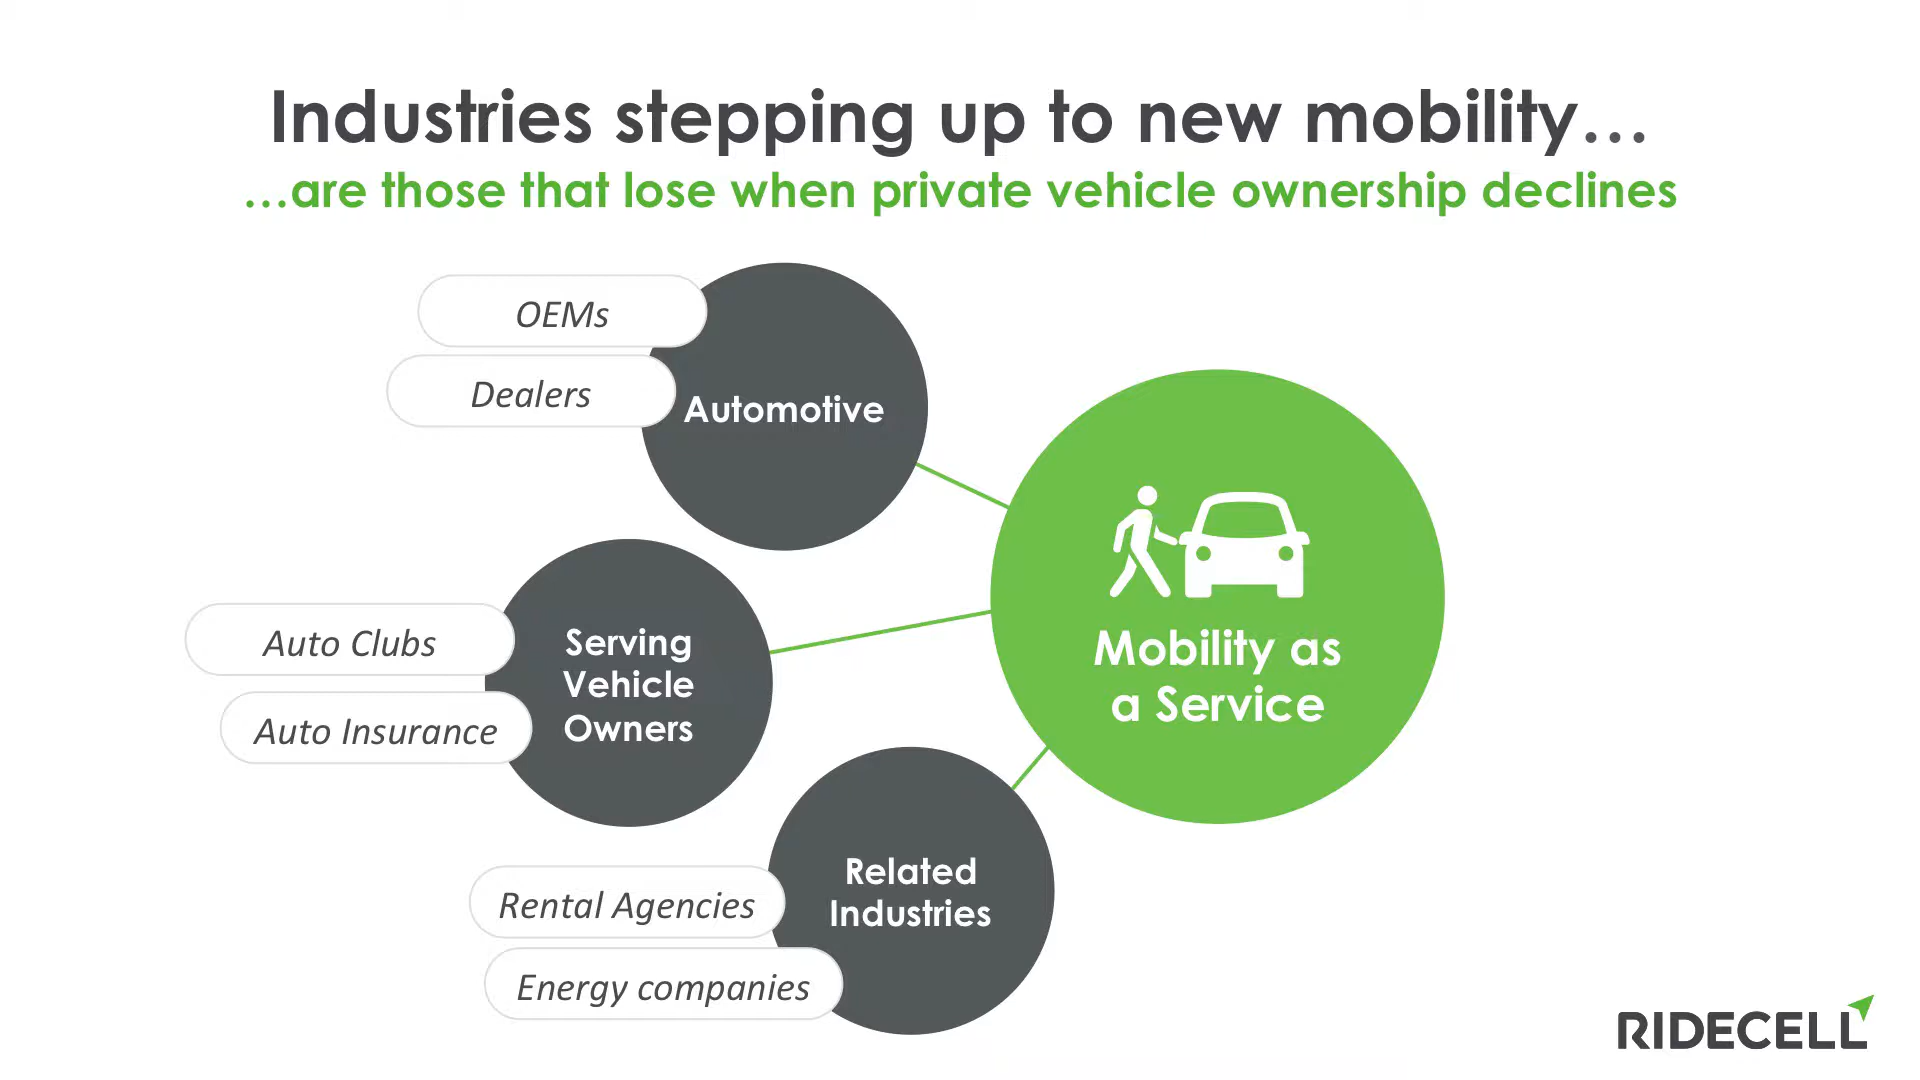 Industries stepping up to new mobility...
...are those that lose when private vehicle ownership declines
OEMs
Dealers
Automotive
Auto Clubs
Auto Insurance
Serving
Vehicle
Owners
Mobility as
a Service
Related
Industries
Rental Agencies
Energy companies
RIDECELL